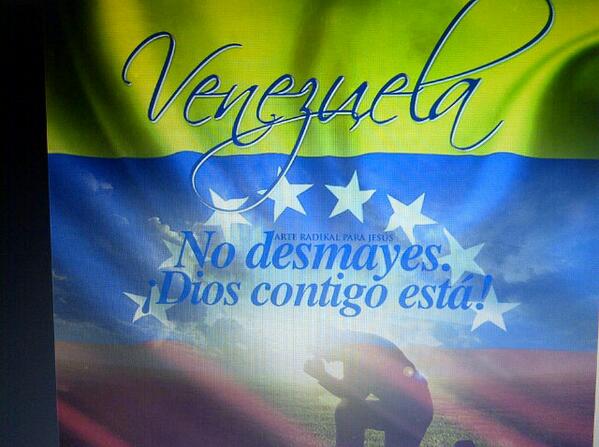 Venezuela
ARTE RADIKAL PARA JESÚS
No desmayes.
¡Dios contigo está!